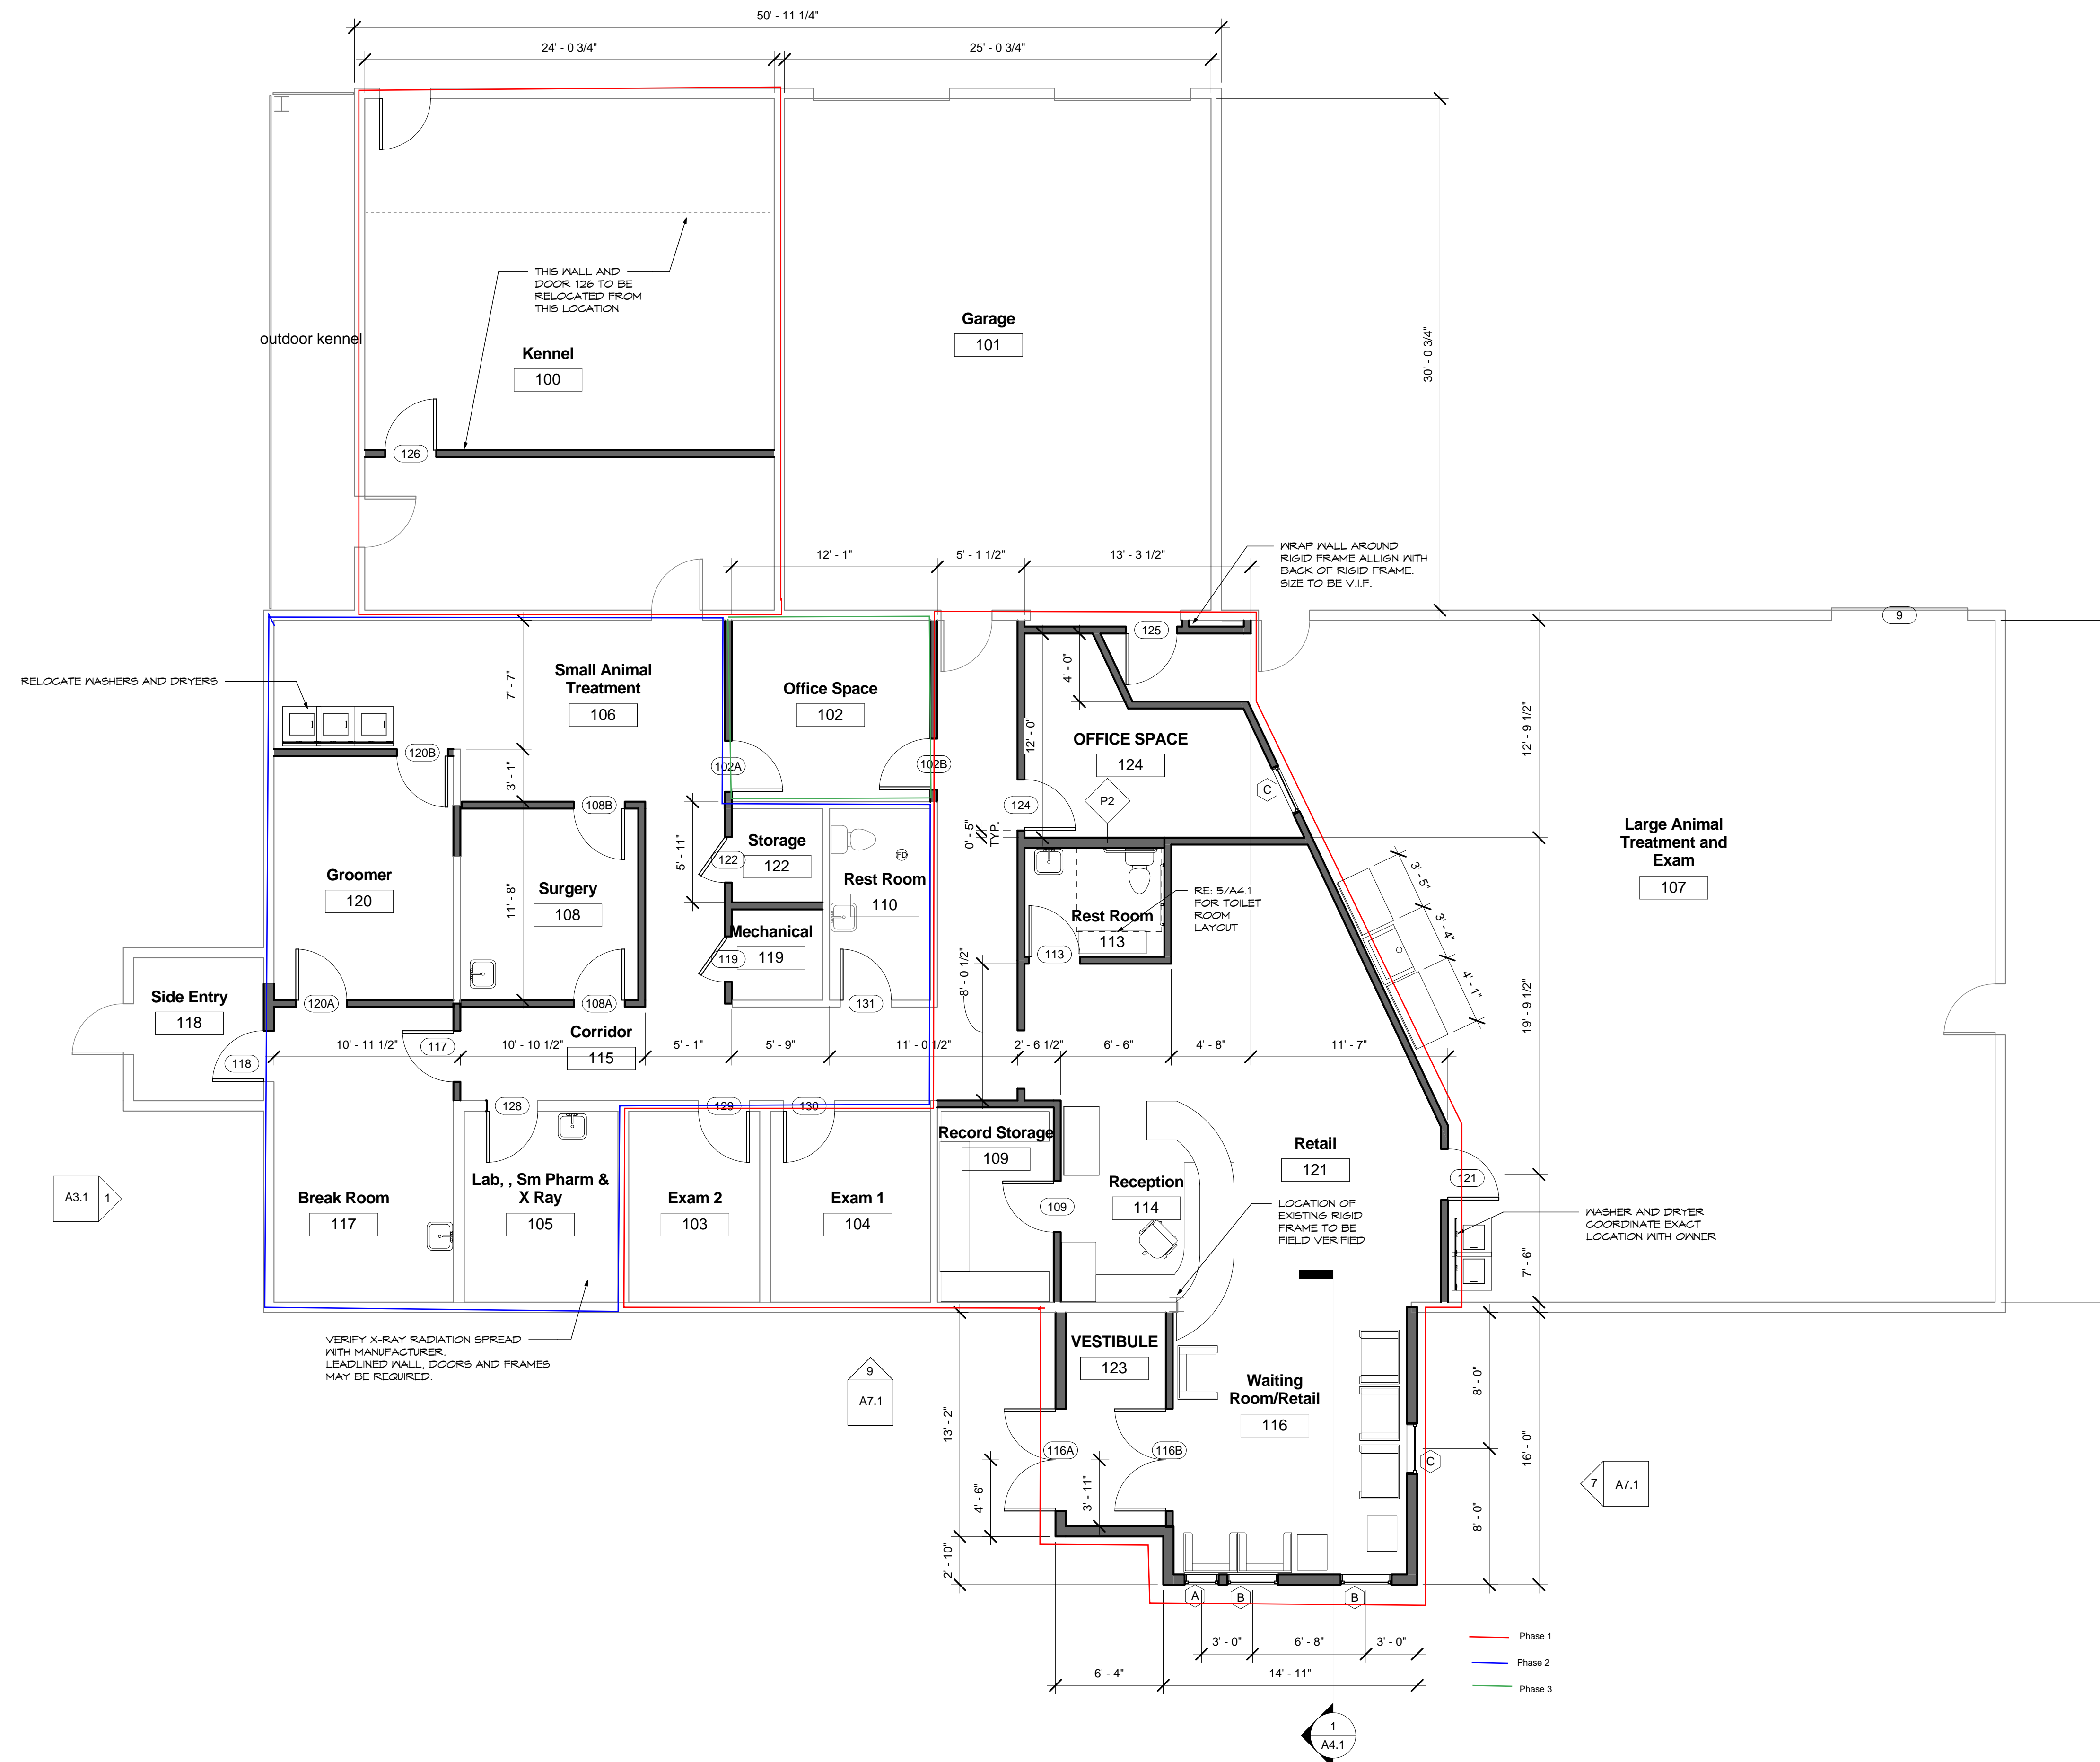 50' - 11 1/4"
24' - 0 3/4"
25' - 0 3/4"
THIS WALL AND
DOOR 126 TO BE
RELOCATED FROM
THIS LOCATION
outdoor kennel
Kennel
100
Garage
101
30' - 0 3/4"
126
12' - 1"
5' - 1 1/2"
13' - 3 1/2"
WRAP WALL AROUND
RIGID FRAME ALLIGN WITH
BACK OF RIGID FRAME.
SIZE TO BE V.I.F.
9
125
RELOCATE WASHERS AND DRYERS
7' - 7"
Small Animal
Treatment
106
Office Space
102
4' - 0"
12' - 0"
OFFICE SPACE
124
12' - 9 1/2"
120B
3' - 1"
102A
102B
C
P2
108B
124
0' - 5"
TYP.
Large Animal
Treatment and
Exam
107
5' - 11"
Storage
122
122
FD
Groomer
120
11' - 8"
Surgery
108
Rest Room
110
RE: 5/A4.1
FOR TOILET
ROOM
LAYOUT
Rest Room
113
3' - 5"
3' - 4"
4' - 1"
Mechanical
119
119
113
8' - 0 1/2"
Side Entry
118
120A
108A
131
19' - 9 1/2"
Corridor
115
118
10' - 11 1/2"
117
10' - 10 1/2"
5' - 1"
5' - 9"
11' - 0 1/2"
2' - 6 1/2"
6' - 6"
4' - 8"
11' - 7"
128
129
130
Record Storage
109
Retail
121
121
A3.1
1
Break Room
117
Lab, , Sm Pharm &
X Ray
105
Exam 2
103
Exam 1
104
109
Reception
114
LOCATION OF
EXISTING RIGID
FRAME TO BE
FIELD VERIFIED
WASHER AND DRYER
COORDINATE EXACT
LOCATION WITH OWNER
7' - 6"
VERIFY X-RAY RADIATION SPREAD
WITH MANUFACTURER.
LEADLINED WALL, DOORS AND FRAMES
MAY BE REQUIRED.
9
A7.1
VESTIBULE
123
Waiting
Room/Retail
116
8' - 0"
13' - 2"
116A
116B
C
16' - 0"
7
A7.1
4' - 6"
3' - 11"
8' - 0"
2' - 10"
A
B
B
3' - 0"
6' - 8"
3' - 0"
Phase 1
Phase 2
Phase 3
6' - 4"
14' - 11"
1
A4.1